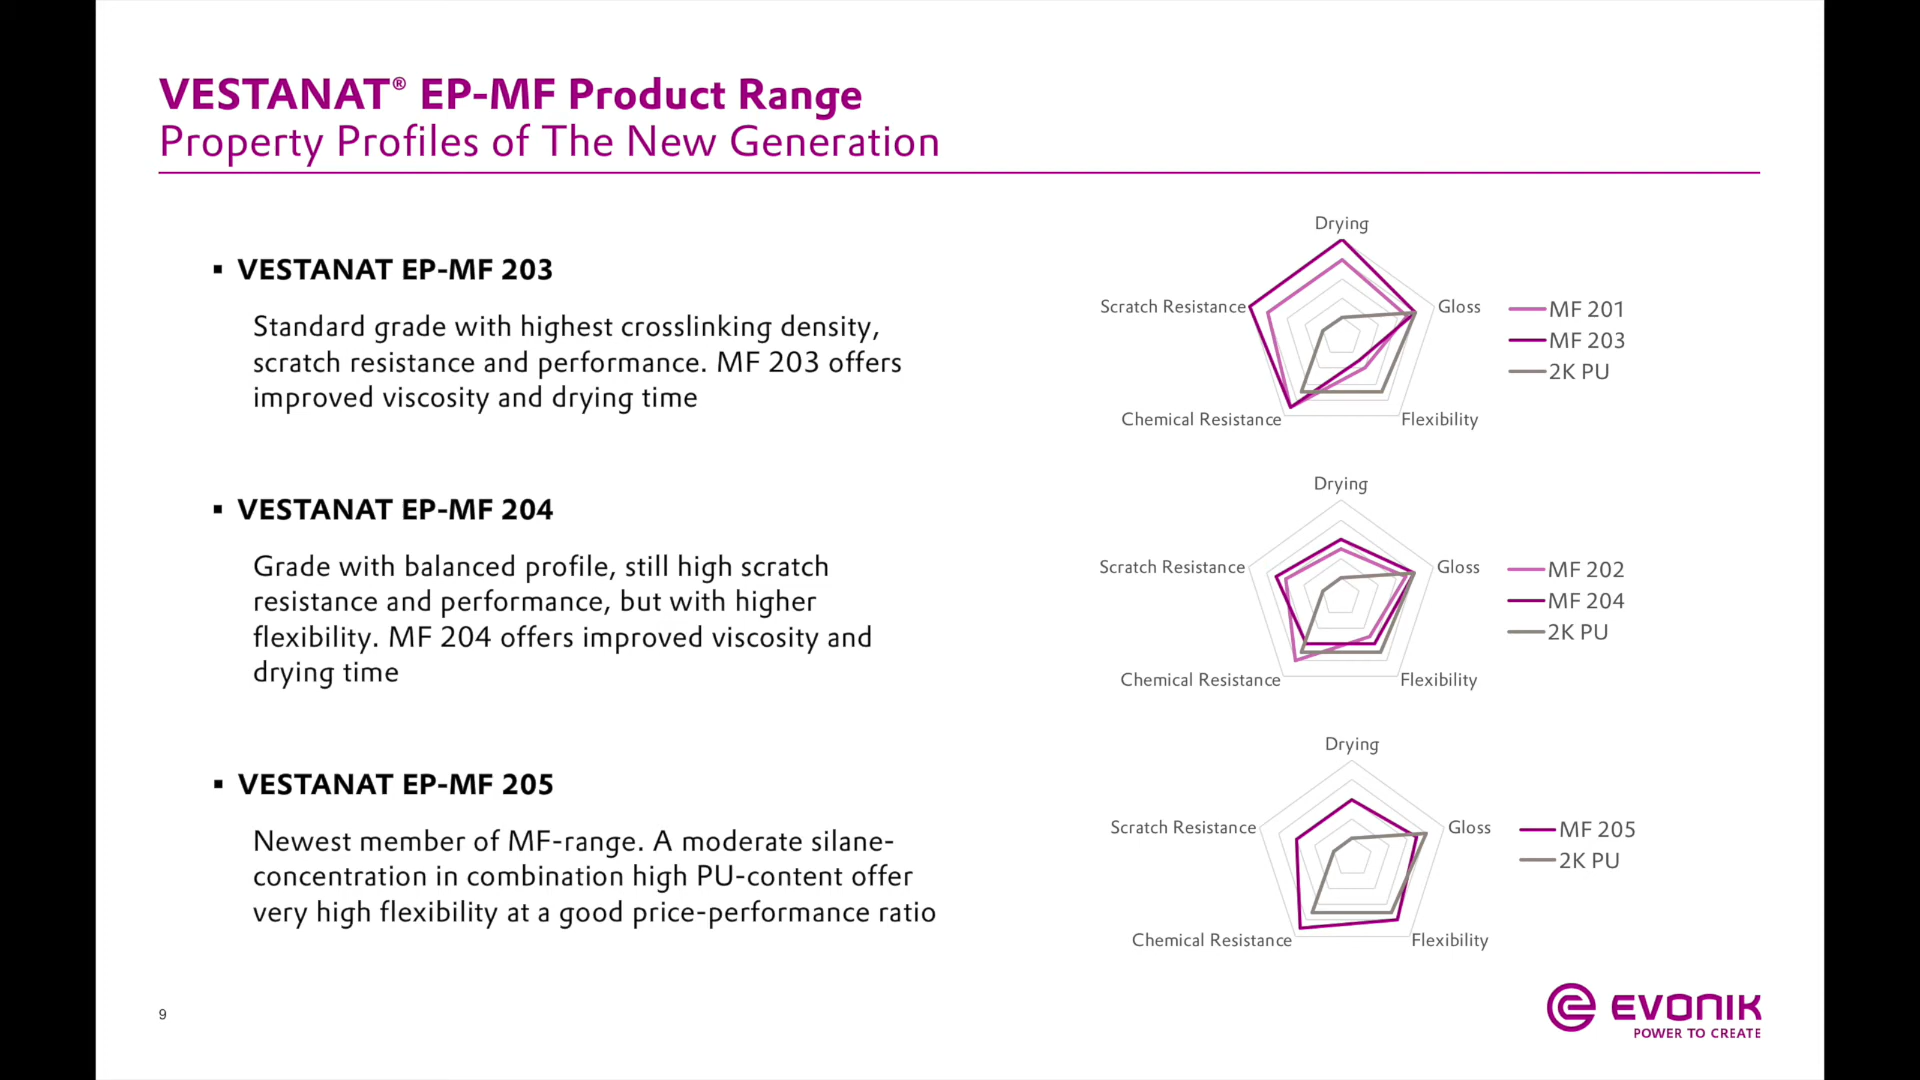 VESTANAT® EP-MF Product Range
Property Profiles of The New Generation
▪ VESTANAT EP-MF 203
Standard grade with highest crosslinking density,
scratch resistance and performance. MF 203 offers
improved viscosity and drying time
Drying
Scratch Resistance
Gloss
Chemical Resistance
Flexibility
MF 201
MF 203
2K PU
▪ VESTANAT EP-MF 204
Grade with balanced profile, still high scratch
resistance and performance, but with higher
flexibility. MF 204 offers improved viscosity and
drying time
Drying
Scratch Resistance
Gloss
Chemical Resistance
Flexibility
MF 202
MF 204
2K PU
▪ VESTANAT EP-MF 205
Newest member of MF-range. A moderate silane-
concentration in combination high PU-content offer
very high flexibility at a good price-performance ratio
Drying
Scratch Resistance
Gloss
Chemical Resistance
Flexibility
MF 205
2K PU
9
EVONIK
POWER TO CREATE